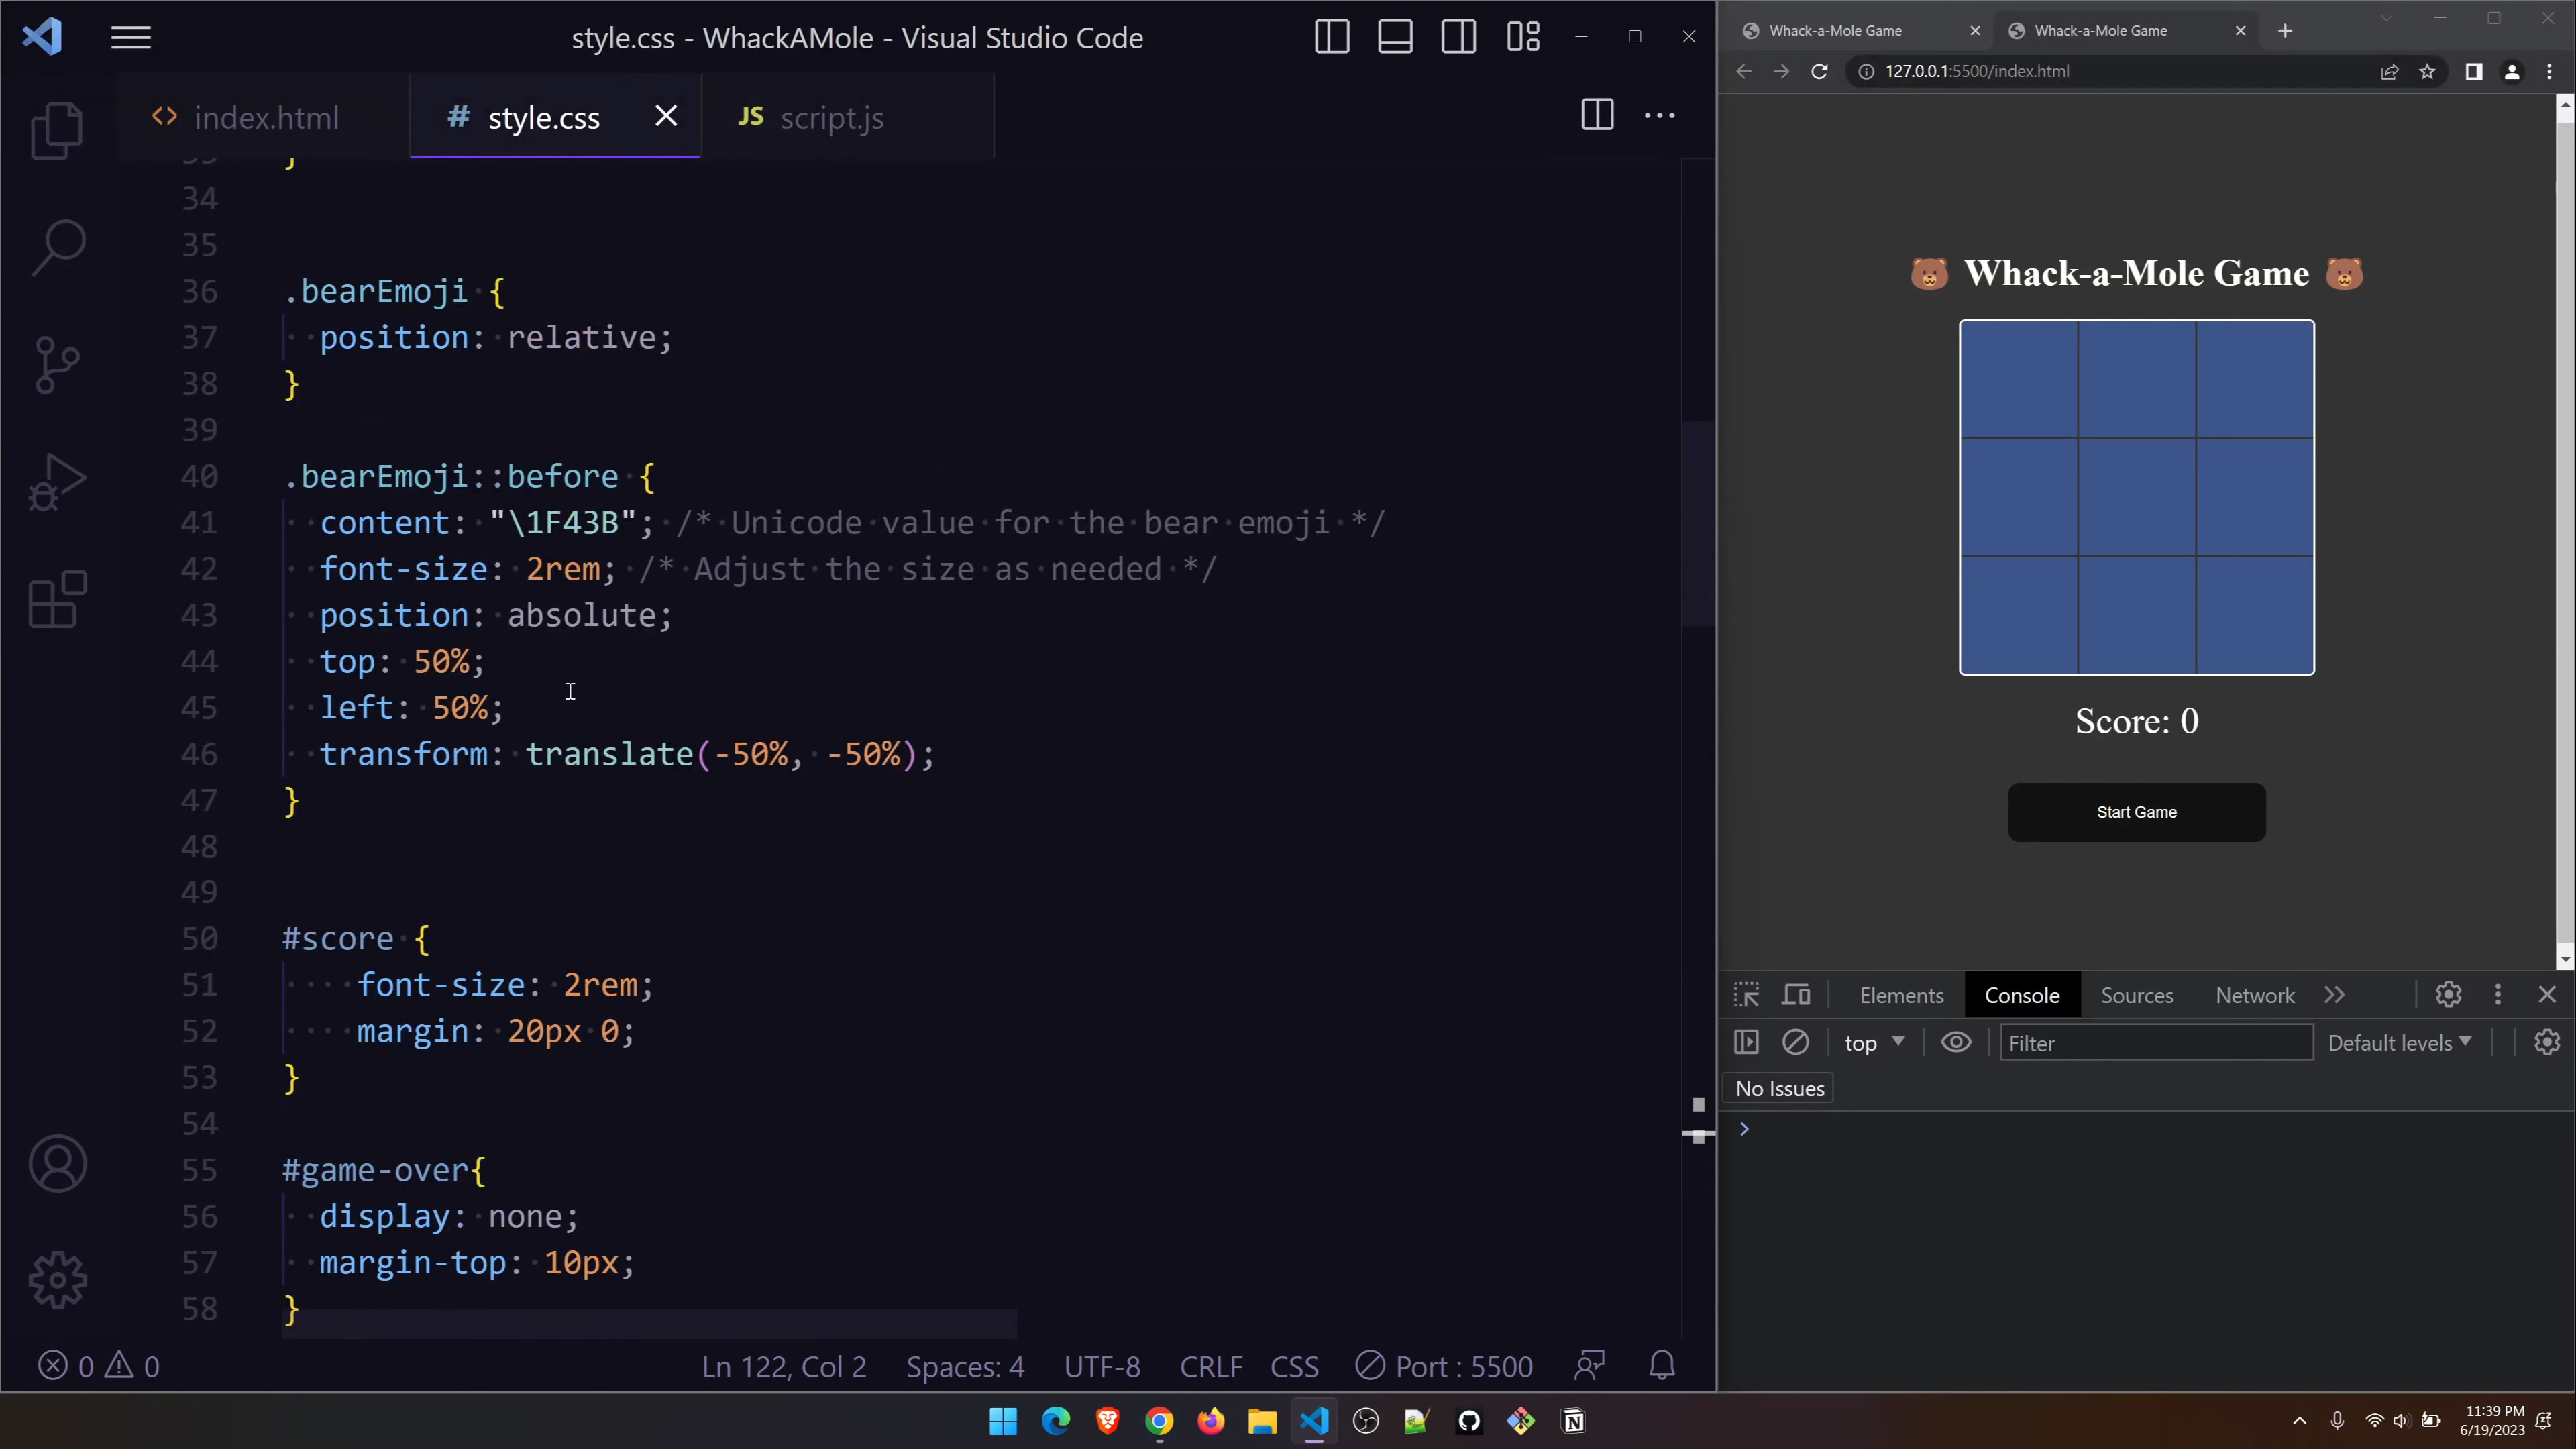 style.css - WhackAMole - Visual Studio Code
<> index.html
# style.css
JS script.js
33 }
34
35
36 .bearEmoji {
37 position: relative;
38 }
39
40 .bearEmoji::before {
41 content: "\1F43B"; /* Unicode value for the bear emoji */
42 font-size: 2rem; /* Adjust the size as needed */
43 position: absolute;
44 top: 50%;
45 left: 50%;
46 transform: translate(-50%, -50%);
47 }
48
49
50 #score {
51 font-size: 2rem;
52 margin: 20px 0;
53 }
54
55 #game-over{
56 display: none;
57 margin-top: 10px;
58 }
0 0
Ln 122, Col 2
Spaces: 4
UTF-8
CRLF
CSS
Port : 5500
Whack-a-Mole Game
Whack-a-Mole Game
127.0.0.1:5500/index.html
🐻 Whack-a-Mole Game 🐻
Score: 0
Start Game
Elements Console Sources Network
top
Filter
Default levels
No Issues
11:39 PM
6/19/2023